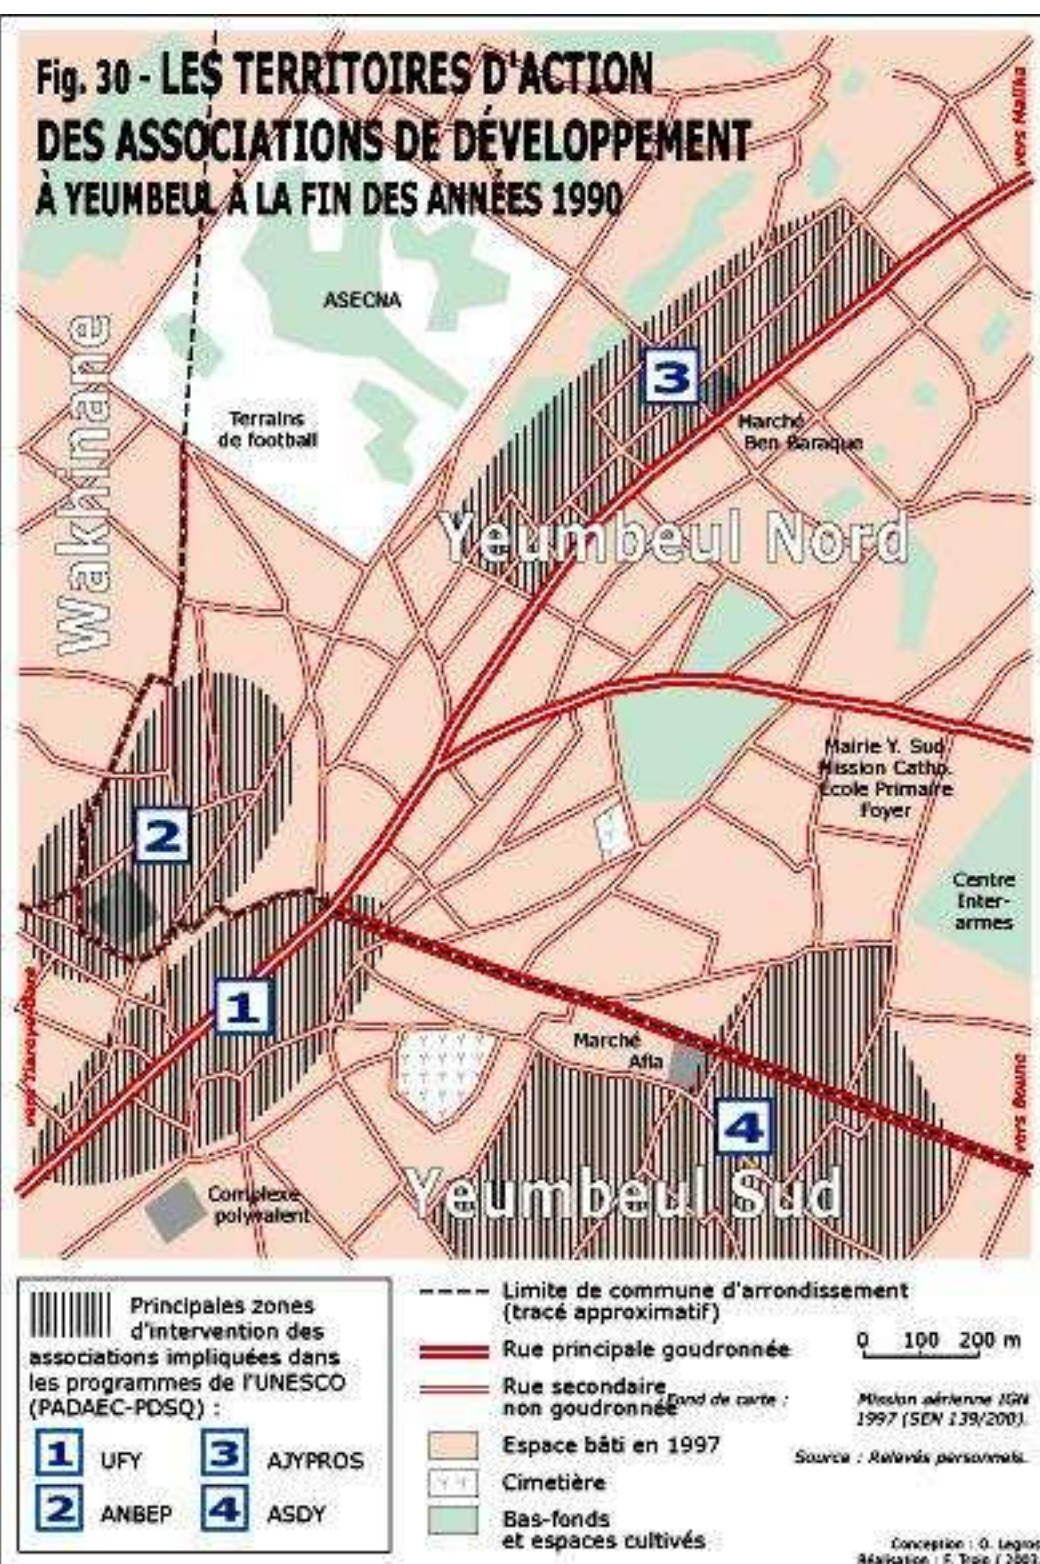 Fig. 30 - LES TERRITOIRES D'ACTION
DES ASSOCIATIONS DE DÉVELOPPEMENT
À YEUMBEUL À LA FIN DES ANNÉES 1990
vers Malika
ASECNA
Wakhinane
Terrains
de football
3
Marché
Ben Baraque
Yeumbeul Nord
Mairie Y. Sud
Mission Catho.
École Primaire
Foyer
2
Centre
Inter-
armes
1
vers
Marché
Afia
4
vers Boune
Yeumbeul Sud
Complexe
polyvalent
Principales zones
d'intervention des
associations impliquées dans
les programmes de l'UNESCO
(PADAEC-PDSQ) :
1 UFY
3 AJYPROS
2 ANBEP
4 ASDY
Limite de commune d'arrondissement
(tracé approximatif)
Rue principale goudronnée
Rue secondaire
non goudronnée
Espace bâti en 1997
Cimetière
Bas-fonds
et espaces cultivés
0 100 200 m
Fond de carte :
Mission aérienne IGN
1997 (SEN 139/200).
Source : Relevés personnels.
Conception : O. Legros
Réalisation : F. Troin / 2003